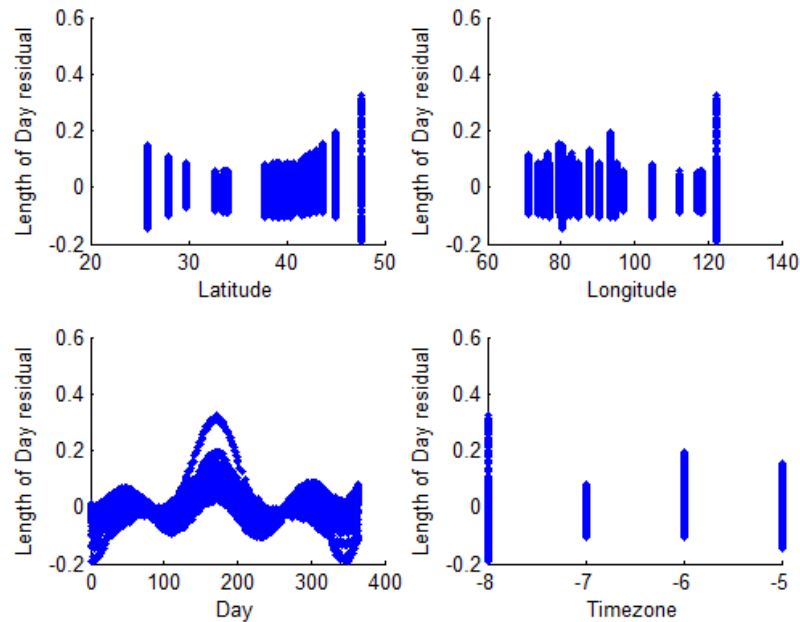 0.6
0.4
0.2
0
-0.2
20 30 40 50
Length of Day residual
Latitude
0.6
0.4
0.2
0
-0.2
60 80 100 120 140
Length of Day residual
Longitude
0.6
0.4
0.2
0
-0.2
0 100 200 300 400
Length of Day residual
Day
0.6
0.4
0.2
0
-0.2
-8 -7 -6 -5
Length of Day residual
Timezone